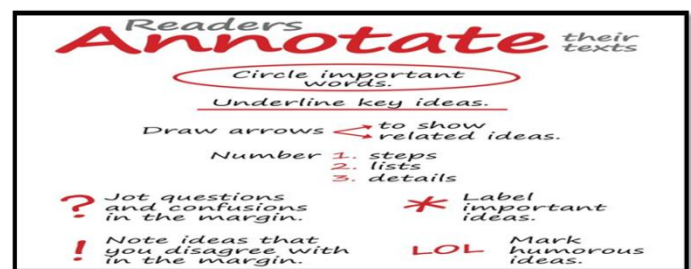 Readers
Annotate their
texts
Circle important
words.
Underline key ideas.
Draw arrows to show
related ideas.
Number 1. steps
2. lists
3. details
? Jot questions
and confusions
in the margin.
* Label
important
ideas.
! Note ideas that
you disagree with
in the margin.
LOL Mark
humorous
ideas.